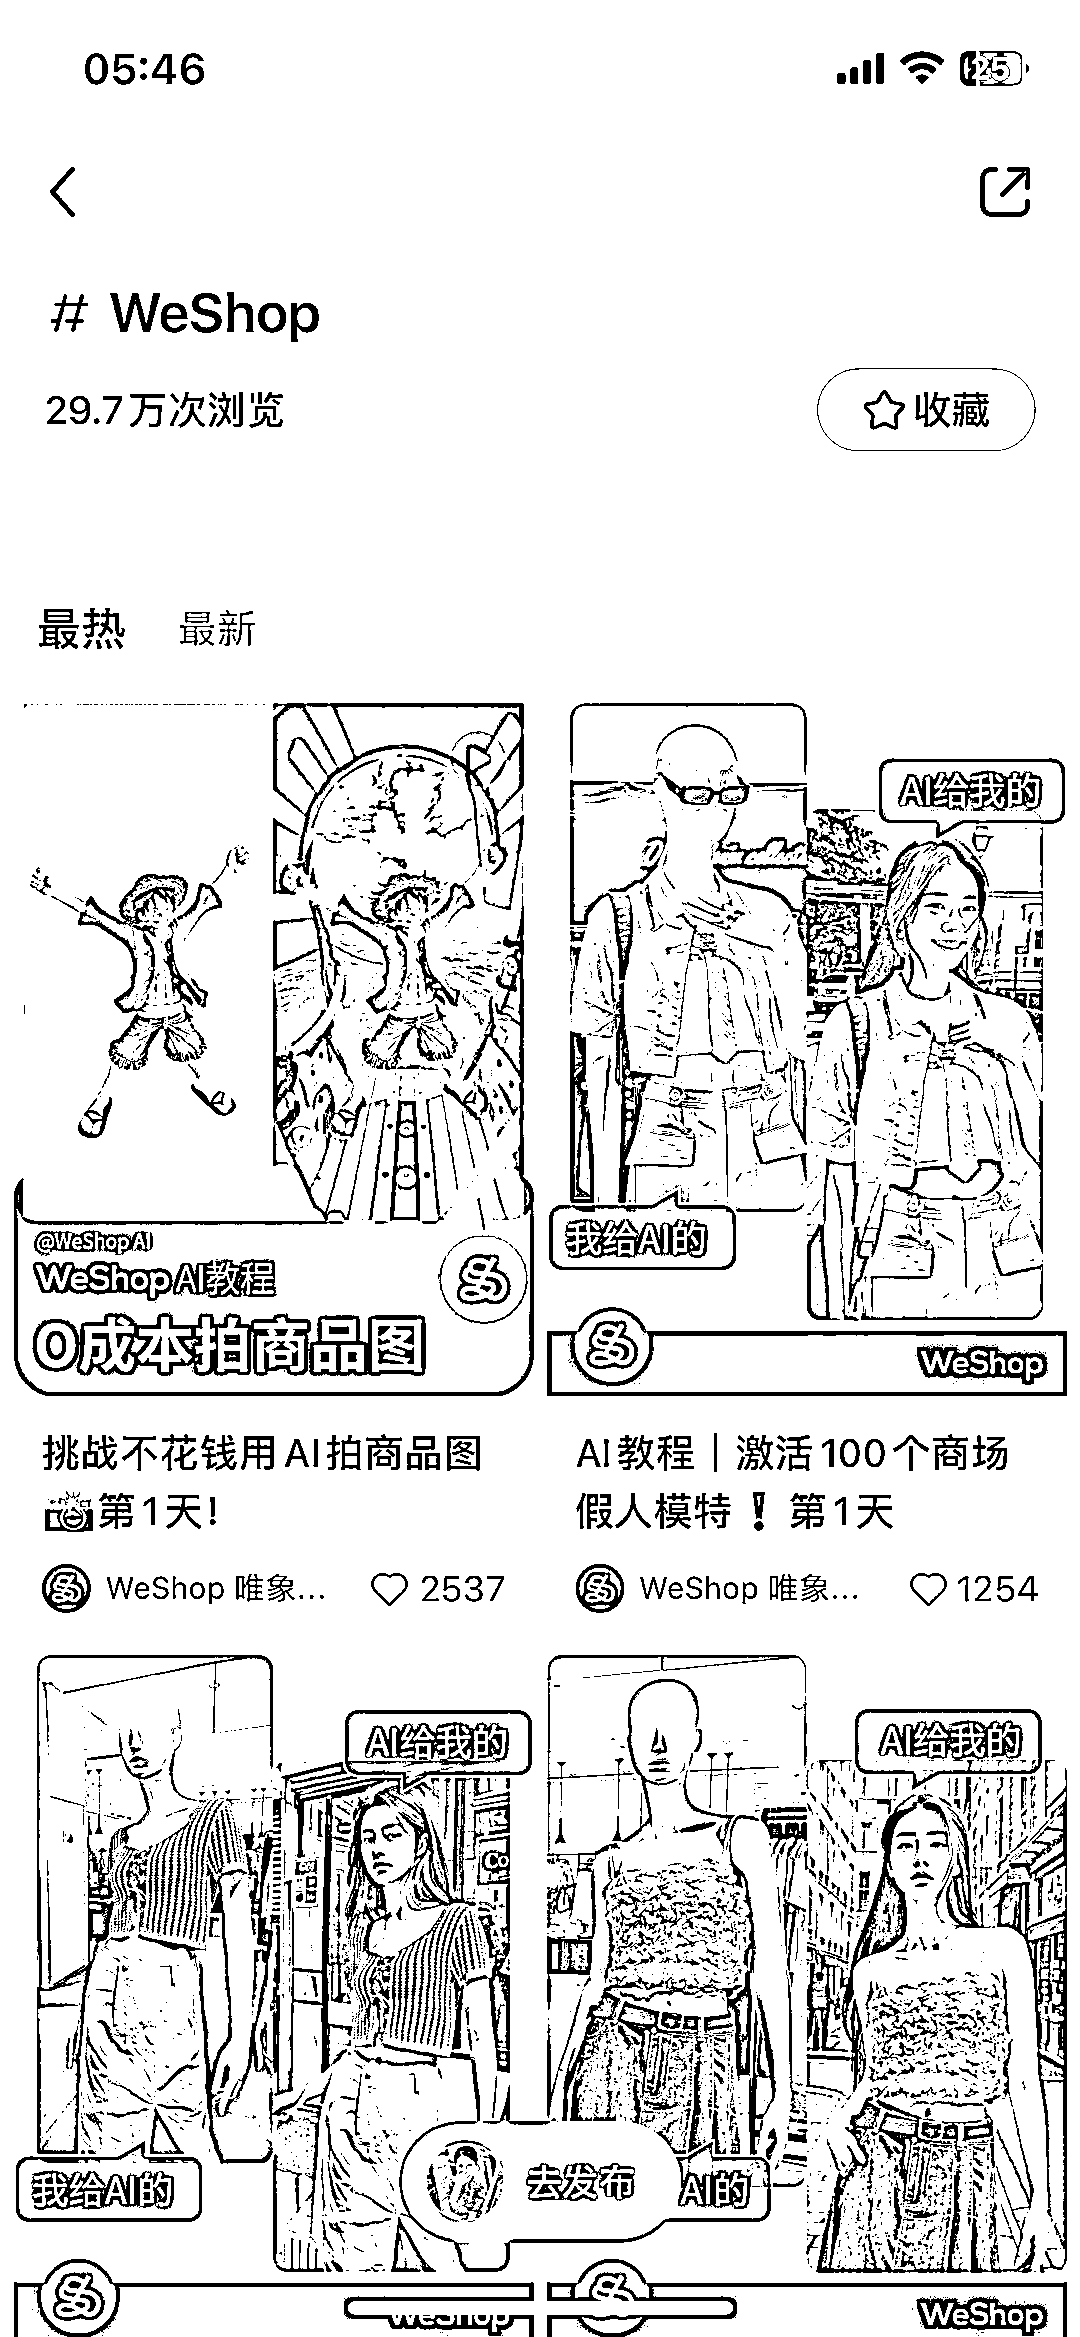 05:46
25
# WeShop
29.7万次浏览
收藏
最热 最新
AI给我的
我给AI的
@WeShopAI
WeShop AI教程
0成本拍商品图
WeShop
挑战不花钱用AI拍商品图
📸第1天!
WeShop 唯象... 2537
AI教程｜激活100个商场
假人模特❗第1天
WeShop 唯象... 1254
AI给我的
AI给我的
我给AI的
去发布
AI的
WeShop
WeShop